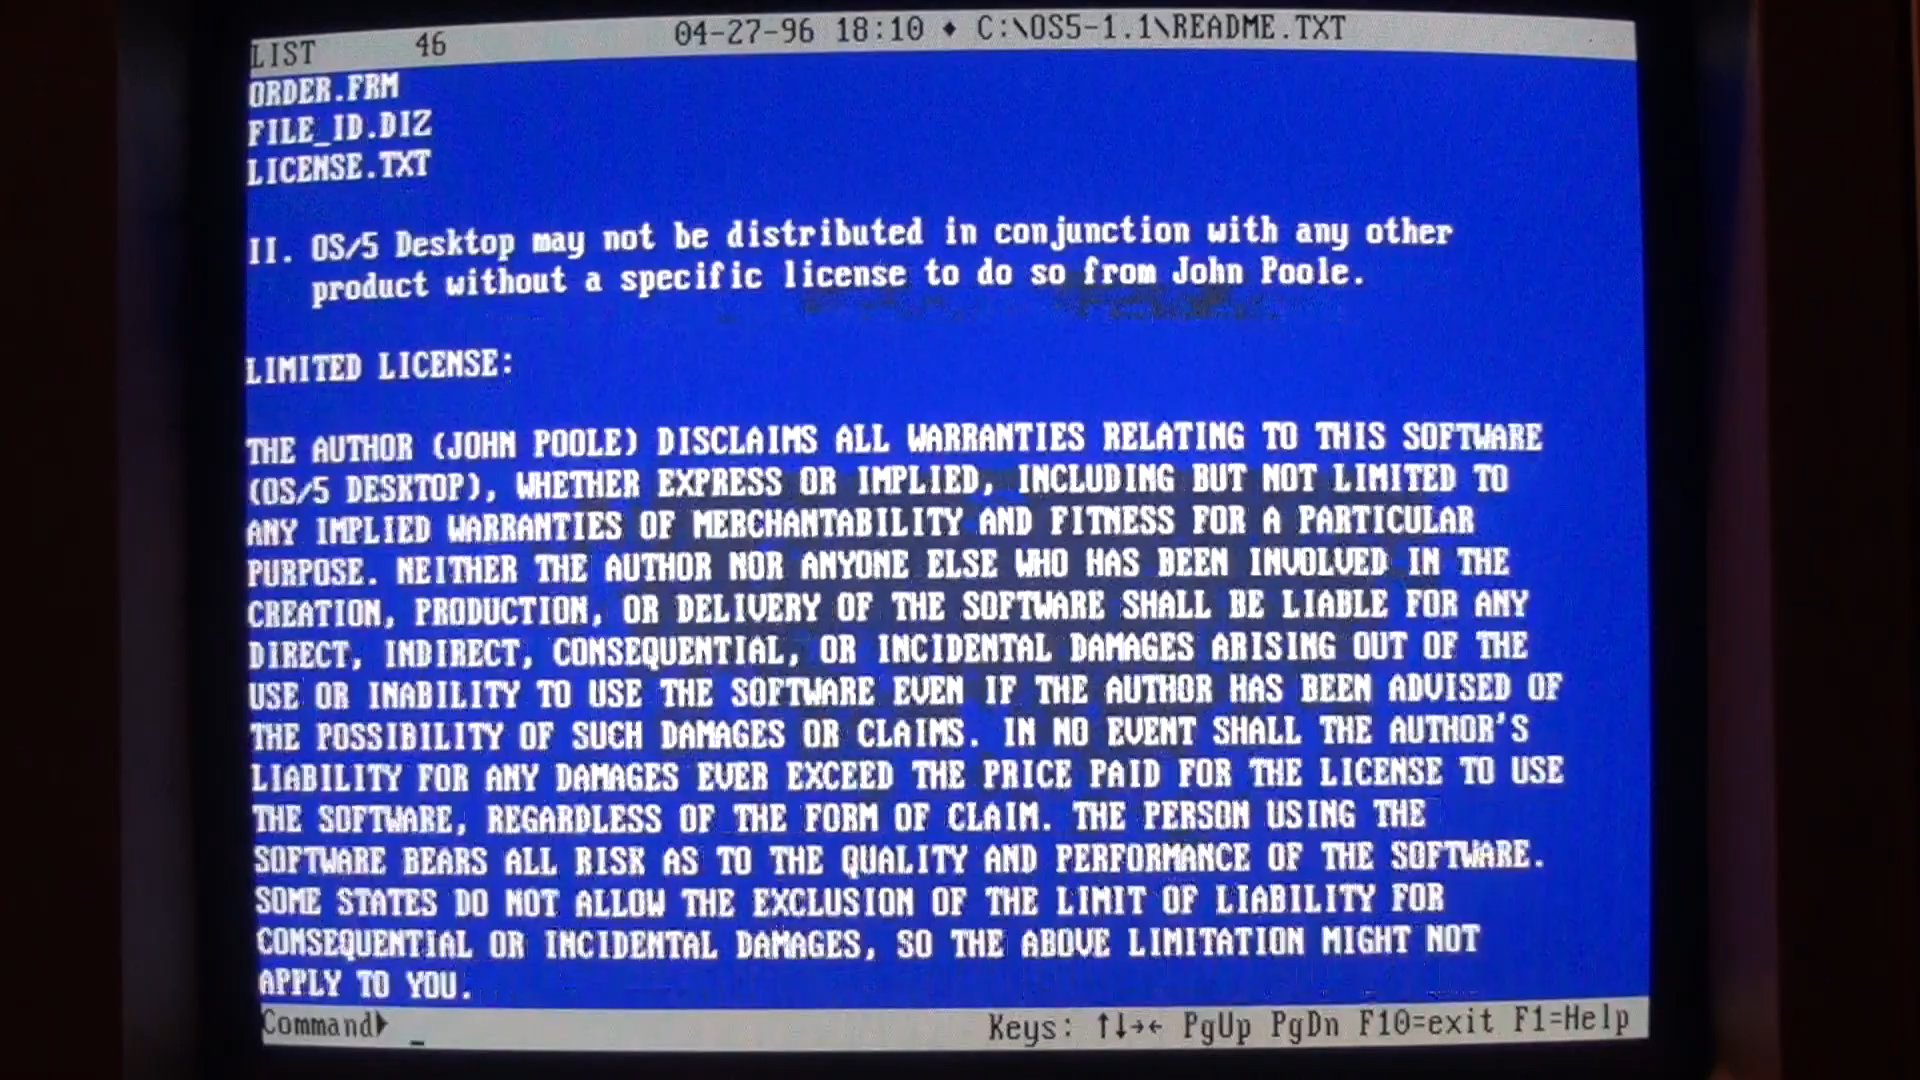 LIST 46 04-27-96 18:10 ♦ C:\OS5-1.1\README.TXT
ORDER.FRM
FILE_ID.DIZ
LICENSE.TXT
II. OS/5 Desktop may not be distributed in conjunction with any other
product without a specific license to do so from John Poole.
LIMITED LICENSE:
THE AUTHOR (JOHN POOLE) DISCLAIMS ALL WARRANTIES RELATING TO THIS SOFTWARE
(OS/5 DESKTOP), WHETHER EXPRESS OR IMPLIED, INCLUDING BUT NOT LIMITED TO
ANY IMPLIED WARRANTIES OF MERCHANTABILITY AND FITNESS FOR A PARTICULAR
PURPOSE. NEITHER THE AUTHOR NOR ANYONE ELSE WHO HAS BEEN INVOLVED IN THE
CREATION, PRODUCTION, OR DELIVERY OF THE SOFTWARE SHALL BE LIABLE FOR ANY
DIRECT, INDIRECT, CONSEQUENTIAL, OR INCIDENTAL DAMAGES ARISING OUT OF THE
USE OR INABILITY TO USE THE SOFTWARE EVEN IF THE AUTHOR HAS BEEN ADVISED OF
THE POSSIBILITY OF SUCH DAMAGES OR CLAIMS. IN NO EVENT SHALL THE AUTHOR'S
LIABILITY FOR ANY DAMAGES EVER EXCEED THE PRICE PAID FOR THE LICENSE TO USE
THE SOFTWARE, REGARDLESS OF THE FORM OF CLAIM. THE PERSON USING THE
SOFTWARE BEARS ALL RISK AS TO THE QUALITY AND PERFORMANCE OF THE SOFTWARE.
SOME STATES DO NOT ALLOW THE EXCLUSION OF THE LIMIT OF LIABILITY FOR
CONSEQUENTIAL OR INCIDENTAL DAMAGES, SO THE ABOVE LIMITATION MIGHT NOT
APPLY TO YOU.
Command► _ Keys: ↑↓→← PgUp PgDn F10=exit F1=Help